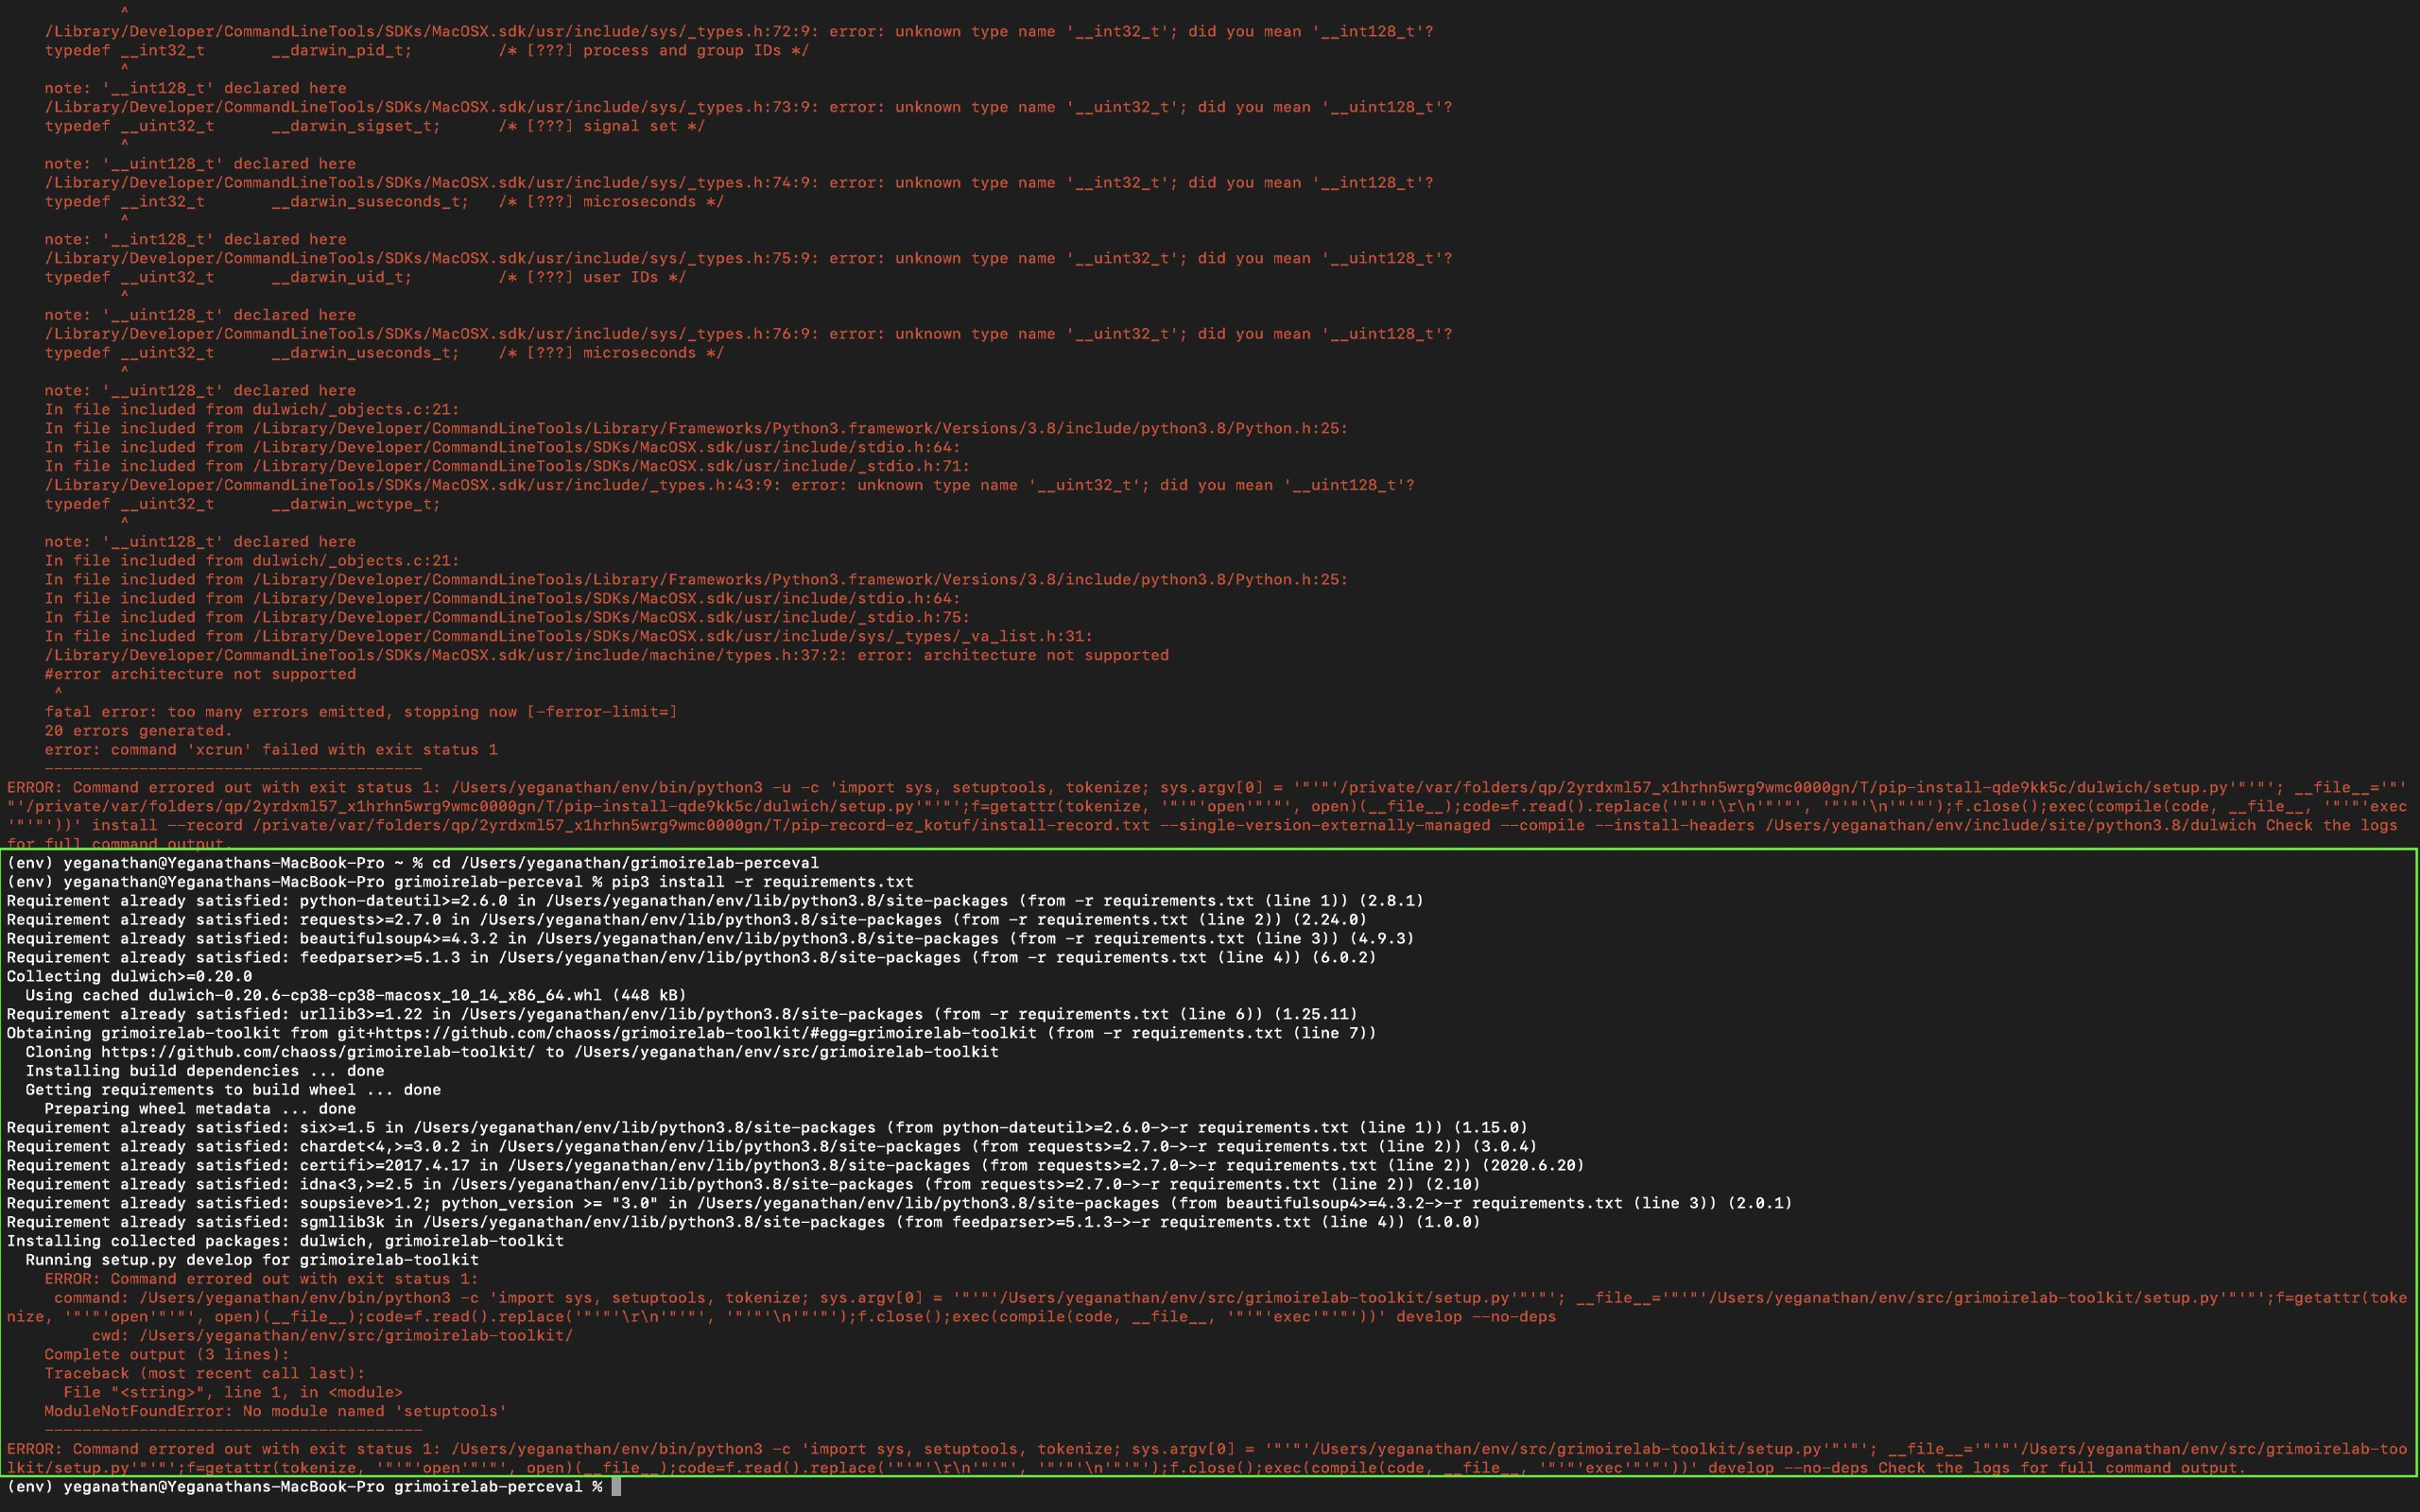 ^
/Library/Developer/CommandLineTools/SDKs/MacOSX.sdk/usr/include/sys/_types.h:72:9: error: unknown type name '__int32_t'; did you mean '__int128_t'?
typedef __int32_t       __darwin_pid_t;         /* [???] process and group IDs */
^
note: '__int128_t' declared here
/Library/Developer/CommandLineTools/SDKs/MacOSX.sdk/usr/include/sys/_types.h:73:9: error: unknown type name '__uint32_t'; did you mean '__uint128_t'?
typedef __uint32_t      __darwin_sigset_t;      /* [???] signal set */
^
note: '__uint128_t' declared here
/Library/Developer/CommandLineTools/SDKs/MacOSX.sdk/usr/include/sys/_types.h:74:9: error: unknown type name '__int32_t'; did you mean '__int128_t'?
typedef __int32_t       __darwin_suseconds_t;   /* [???] microseconds */
^
note: '__int128_t' declared here
/Library/Developer/CommandLineTools/SDKs/MacOSX.sdk/usr/include/sys/_types.h:75:9: error: unknown type name '__uint32_t'; did you mean '__uint128_t'?
typedef __uint32_t      __darwin_uid_t;         /* [???] user IDs */
^
note: '__uint128_t' declared here
/Library/Developer/CommandLineTools/SDKs/MacOSX.sdk/usr/include/sys/_types.h:76:9: error: unknown type name '__uint32_t'; did you mean '__uint128_t'?
typedef __uint32_t      __darwin_useconds_t;    /* [???] microseconds */
^
note: '__uint128_t' declared here
In file included from dulwich/_objects.c:21:
In file included from /Library/Developer/CommandLineTools/Library/Frameworks/Python3.framework/Versions/3.8/include/python3.8/Python.h:25:
In file included from /Library/Developer/CommandLineTools/SDKs/MacOSX.sdk/usr/include/stdio.h:64:
In file included from /Library/Developer/CommandLineTools/SDKs/MacOSX.sdk/usr/include/_stdio.h:71:
/Library/Developer/CommandLineTools/SDKs/MacOSX.sdk/usr/include/_types.h:43:9: error: unknown type name '__uint32_t'; did you mean '__uint128_t'?
typedef __uint32_t      __darwin_wctype_t;
^
note: '__uint128_t' declared here
In file included from dulwich/_objects.c:21:
In file included from /Library/Developer/CommandLineTools/Library/Frameworks/Python3.framework/Versions/3.8/include/python3.8/Python.h:25:
In file included from /Library/Developer/CommandLineTools/SDKs/MacOSX.sdk/usr/include/stdio.h:64:
In file included from /Library/Developer/CommandLineTools/SDKs/MacOSX.sdk/usr/include/_stdio.h:75:
In file included from /Library/Developer/CommandLineTools/SDKs/MacOSX.sdk/usr/include/sys/_types/_va_list.h:31:
/Library/Developer/CommandLineTools/SDKs/MacOSX.sdk/usr/include/machine/types.h:37:2: error: architecture not supported
#error architecture not supported
^
fatal error: too many errors emitted, stopping now [-ferror-limit=]
20 errors generated.
error: command 'xcrun' failed with exit status 1
----------------------------------------
ERROR: Command errored out with exit status 1: /Users/yeganathan/env/bin/python3 -u -c 'import sys, setuptools, tokenize; sys.argv[0] = '"'"'/private/var/folders/qp/2yrdxml57_x1hrhn5wrg9wmc0000gn/T/pip-install-qde9kk5c/dulwich/setup.py'"'"'; __file__='"'
"'/private/var/folders/qp/2yrdxml57_x1hrhn5wrg9wmc0000gn/T/pip-install-qde9kk5c/dulwich/setup.py'"'"';f=getattr(tokenize, '"'"'open'"'"', open)(__file__);code=f.read().replace('"'"'\r\n'"'"', '"'"'\n'"'"');f.close();exec(compile(code, __file__, '"'"'exec
'"'"'))' install --record /private/var/folders/qp/2yrdxml57_x1hrhn5wrg9wmc0000gn/T/pip-record-ez_kotuf/install-record.txt --single-version-externally-managed --compile --install-headers /Users/yeganathan/env/include/site/python3.8/dulwich Check the logs
for full command output.
(env) yeganathan@Yeganathans-MacBook-Pro ~ % cd /Users/yeganathan/grimoirelab-perceval
(env) yeganathan@Yeganathans-MacBook-Pro grimoirelab-perceval % pip3 install -r requirements.txt
Requirement already satisfied: python-dateutil>=2.6.0 in /Users/yeganathan/env/lib/python3.8/site-packages (from -r requirements.txt (line 1)) (2.8.1)
Requirement already satisfied: requests>=2.7.0 in /Users/yeganathan/env/lib/python3.8/site-packages (from -r requirements.txt (line 2)) (2.24.0)
Requirement already satisfied: beautifulsoup4>=4.3.2 in /Users/yeganathan/env/lib/python3.8/site-packages (from -r requirements.txt (line 3)) (4.9.3)
Requirement already satisfied: feedparser>=5.1.3 in /Users/yeganathan/env/lib/python3.8/site-packages (from -r requirements.txt (line 4)) (6.0.2)
Collecting dulwich>=0.20.0
Using cached dulwich-0.20.6-cp38-cp38-macosx_10_14_x86_64.whl (448 kB)
Requirement already satisfied: urllib3>=1.22 in /Users/yeganathan/env/lib/python3.8/site-packages (from -r requirements.txt (line 6)) (1.25.11)
Obtaining grimoirelab-toolkit from git+https://github.com/chaoss/grimoirelab-toolkit/#egg=grimoirelab-toolkit (from -r requirements.txt (line 7))
Cloning https://github.com/chaoss/grimoirelab-toolkit/ to /Users/yeganathan/env/src/grimoirelab-toolkit
Installing build dependencies ... done
Getting requirements to build wheel ... done
Preparing wheel metadata ... done
Requirement already satisfied: six>=1.5 in /Users/yeganathan/env/lib/python3.8/site-packages (from python-dateutil>=2.6.0->-r requirements.txt (line 1)) (1.15.0)
Requirement already satisfied: chardet<4,>=3.0.2 in /Users/yeganathan/env/lib/python3.8/site-packages (from requests>=2.7.0->-r requirements.txt (line 2)) (3.0.4)
Requirement already satisfied: certifi>=2017.4.17 in /Users/yeganathan/env/lib/python3.8/site-packages (from requests>=2.7.0->-r requirements.txt (line 2)) (2020.6.20)
Requirement already satisfied: idna<3,>=2.5 in /Users/yeganathan/env/lib/python3.8/site-packages (from requests>=2.7.0->-r requirements.txt (line 2)) (2.10)
Requirement already satisfied: soupsieve>1.2; python_version >= "3.0" in /Users/yeganathan/env/lib/python3.8/site-packages (from beautifulsoup4>=4.3.2->-r requirements.txt (line 3)) (2.0.1)
Requirement already satisfied: sgmllib3k in /Users/yeganathan/env/lib/python3.8/site-packages (from feedparser>=5.1.3->-r requirements.txt (line 4)) (1.0.0)
Installing collected packages: dulwich, grimoirelab-toolkit
Running setup.py develop for grimoirelab-toolkit
ERROR: Command errored out with exit status 1:
command: /Users/yeganathan/env/bin/python3 -c 'import sys, setuptools, tokenize; sys.argv[0] = '"'"'/Users/yeganathan/env/src/grimoirelab-toolkit/setup.py'"'"'; __file__='"'"'/Users/yeganathan/env/src/grimoirelab-toolkit/setup.py'"'"';f=getattr(toke
nize, '"'"'open'"'"', open)(__file__);code=f.read().replace('"'"'\r\n'"'"', '"'"'\n'"'"');f.close();exec(compile(code, __file__, '"'"'exec'"'"'))' develop --no-deps
cwd: /Users/yeganathan/env/src/grimoirelab-toolkit/
Complete output (3 lines):
Traceback (most recent call last):
File "<string>", line 1, in <module>
ModuleNotFoundError: No module named 'setuptools'
----------------------------------------
ERROR: Command errored out with exit status 1: /Users/yeganathan/env/bin/python3 -c 'import sys, setuptools, tokenize; sys.argv[0] = '"'"'/Users/yeganathan/env/src/grimoirelab-toolkit/setup.py'"'"'; __file__='"'"'/Users/yeganathan/env/src/grimoirelab-too
lkit/setup.py'"'"';f=getattr(tokenize, '"'"'open'"'"', open)(__file__);code=f.read().replace('"'"'\r\n'"'"', '"'"'\n'"'"');f.close();exec(compile(code, __file__, '"'"'exec'"'"'))' develop --no-deps Check the logs for full command output.
(env) yeganathan@Yeganathans-MacBook-Pro grimoirelab-perceval %